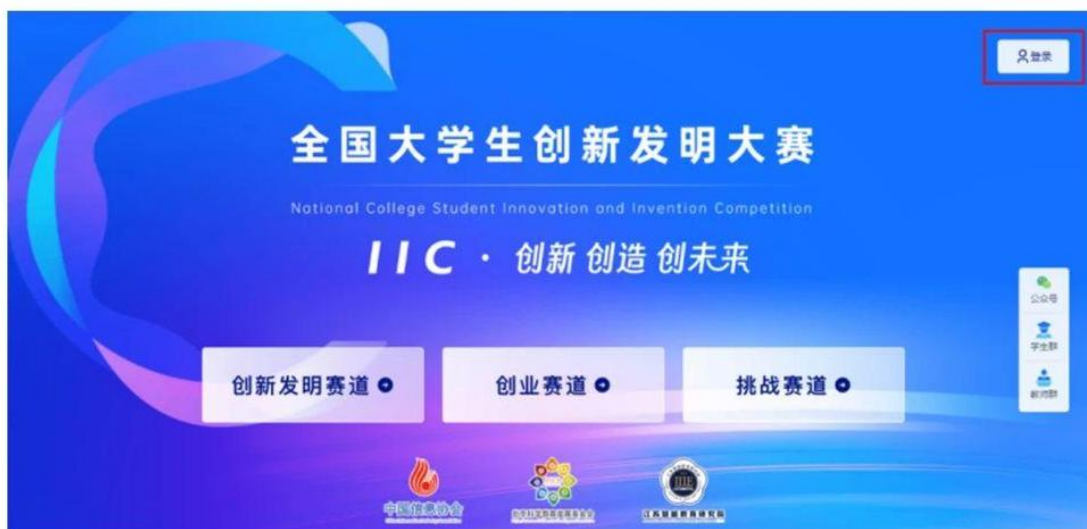 登录
全国大学生创新发明大赛
National College Student Innovation and Invention Competition
IIC · 创新 创造 创未来
公众号
学生群
教师群
创新发明赛道
创业赛道
挑战赛道
中国信息协会